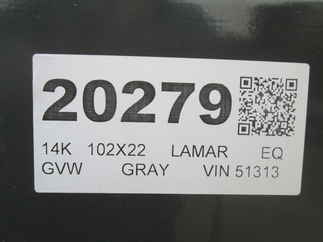 20279
14K 102X22 LAMAR EQ
GVW GRAY VIN 51313